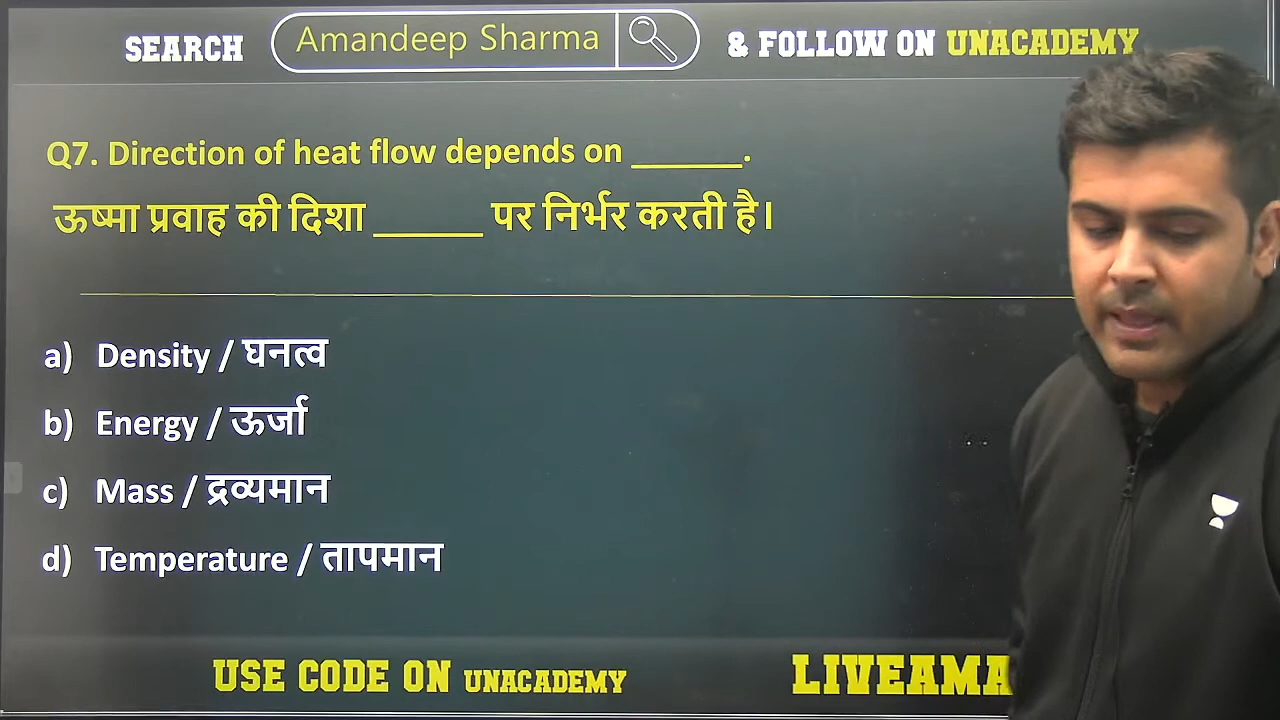 SEARCH Amandeep Sharma & FOLLOW ON UNACADEMY
Q7. Direction of heat flow depends on ______.
ऊष्मा प्रवाह की दिशा ______ पर निर्भर करती है।
a) Density / घनत्व
b) Energy / ऊर्जा
c) Mass / द्रव्यमान
d) Temperature / तापमान
USE CODE ON UNACADEMY LIVEAMA